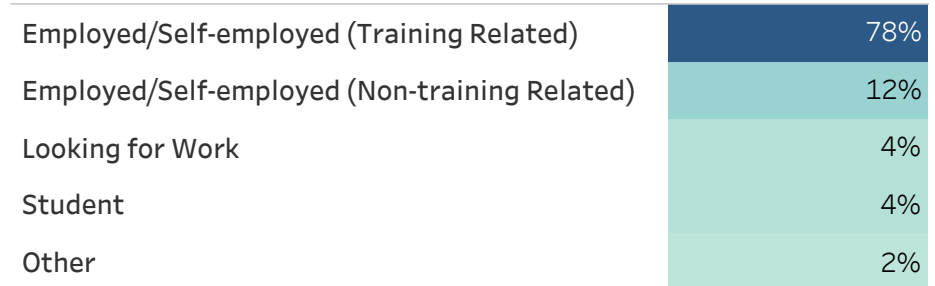 Employed/Self-employed (Training Related) 78%
Employed/Self-employed (Non-training Related) 12%
Looking for Work 4%
Student 4%
Other 2%